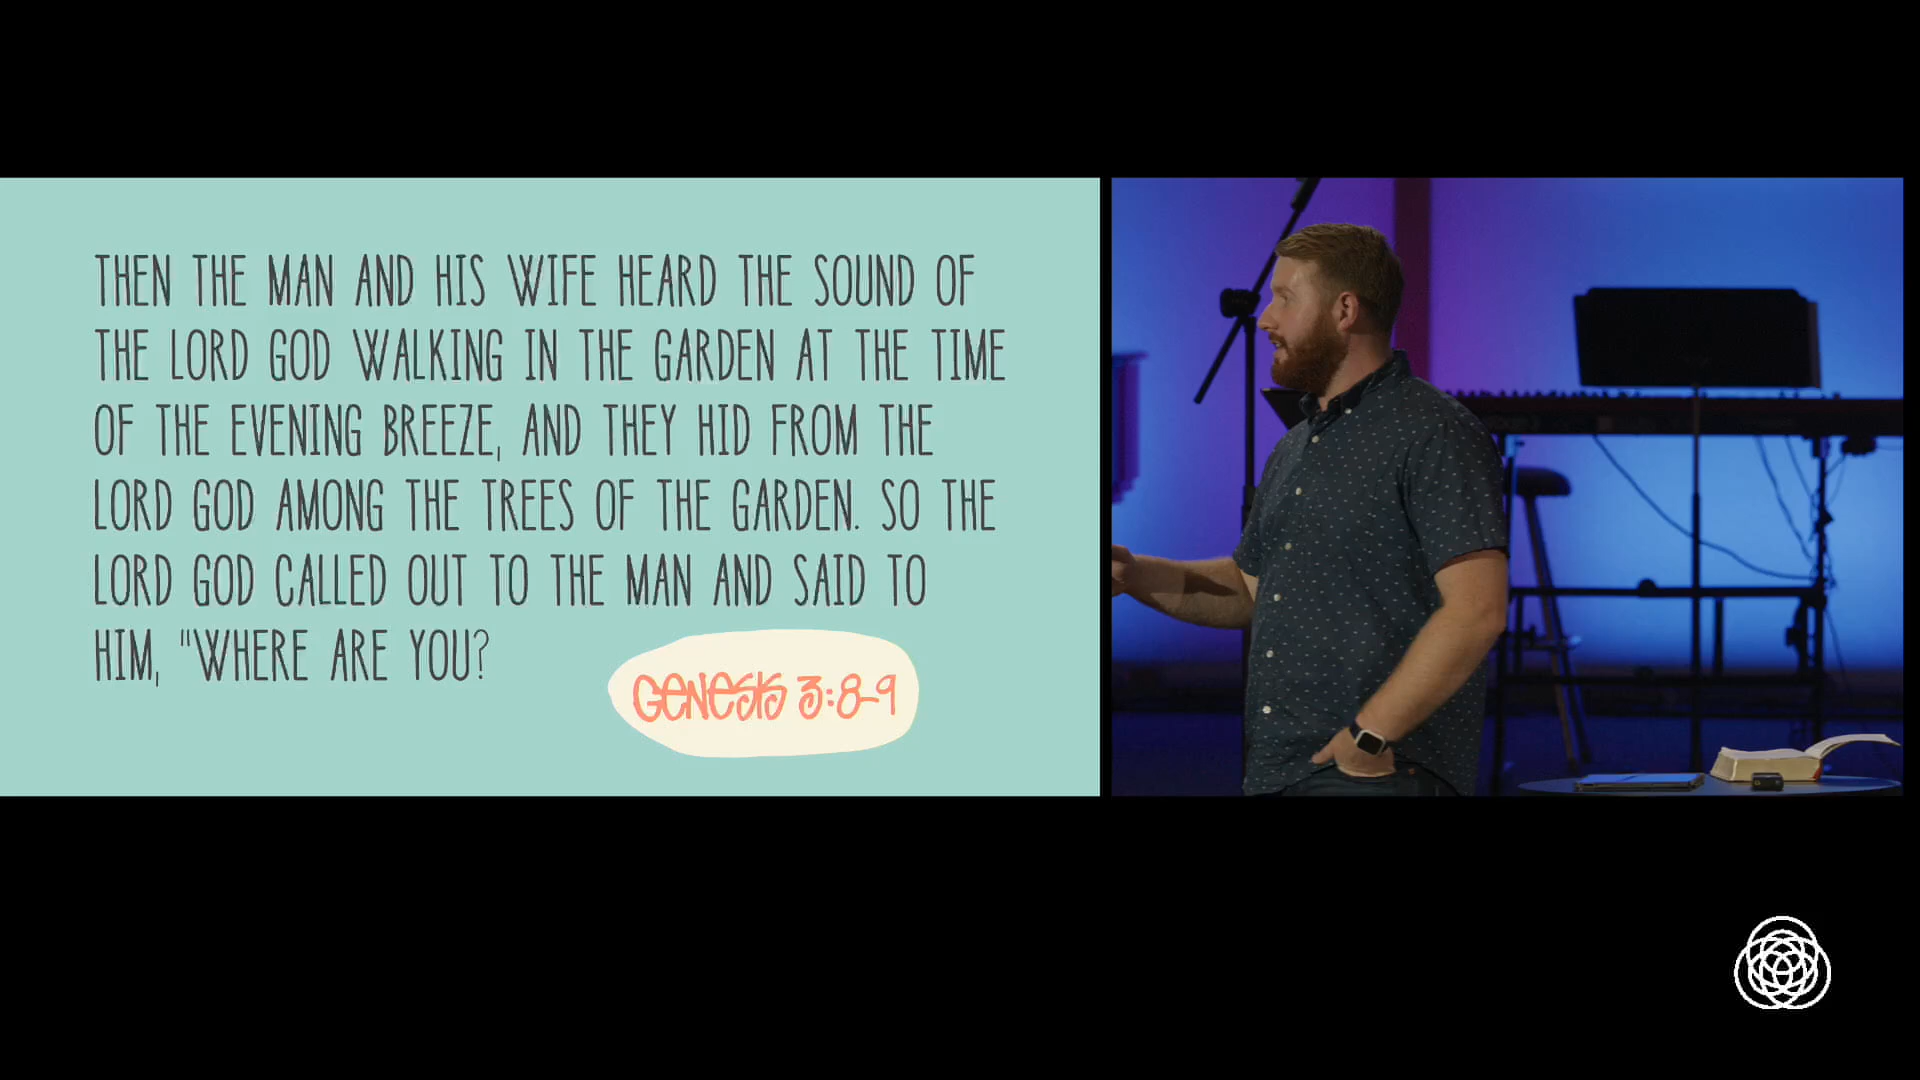 THEN THE MAN AND HIS WIFE HEARD THE SOUND OF
THE LORD GOD WALKING IN THE GARDEN AT THE TIME
OF THE EVENING BREEZE, AND THEY HID FROM THE
LORD GOD AMONG THE TREES OF THE GARDEN. SO THE
LORD GOD CALLED OUT TO THE MAN AND SAID TO
HIM, "WHERE ARE YOU?
GENESIS 3:8-9